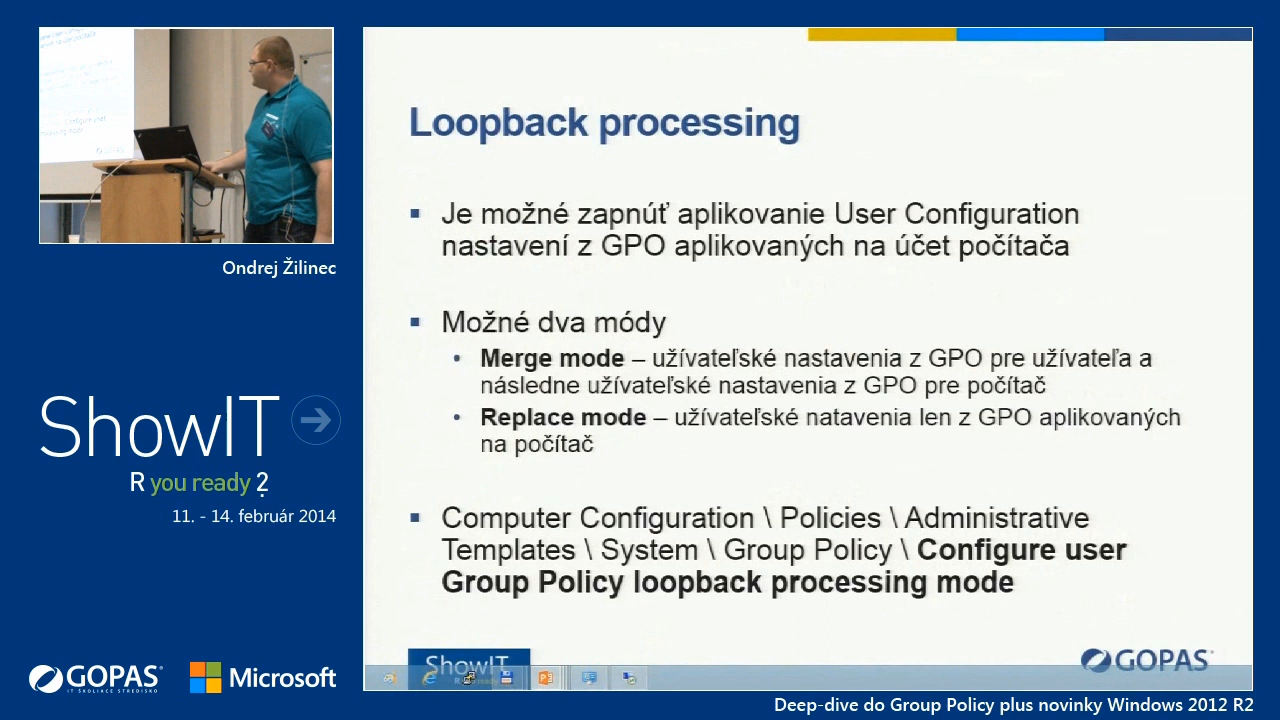 Ondrej Žilinec
ShowIT
R you ready ?
11. - 14. február 2014
GOPAS
IT ŠKOLIACE STREDISKO
Microsoft
Loopback processing
Je možné zapnúť aplikovanie User Configuration
nastavení z GPO aplikovaných na účet počítača
Možné dva módy
Merge mode – užívateľské nastavenia z GPO pre užívateľa a
následne užívateľské nastavenia z GPO pre počítač
Replace mode – užívateľské natavenia len z GPO aplikovaných
na počítač
Computer Configuration \ Policies \ Administrative
Templates \ System \ Group Policy \ Configure user
Group Policy loopback processing mode
ShowIT
GOPAS
Deep-dive do Group Policy plus novinky Windows 2012 R2